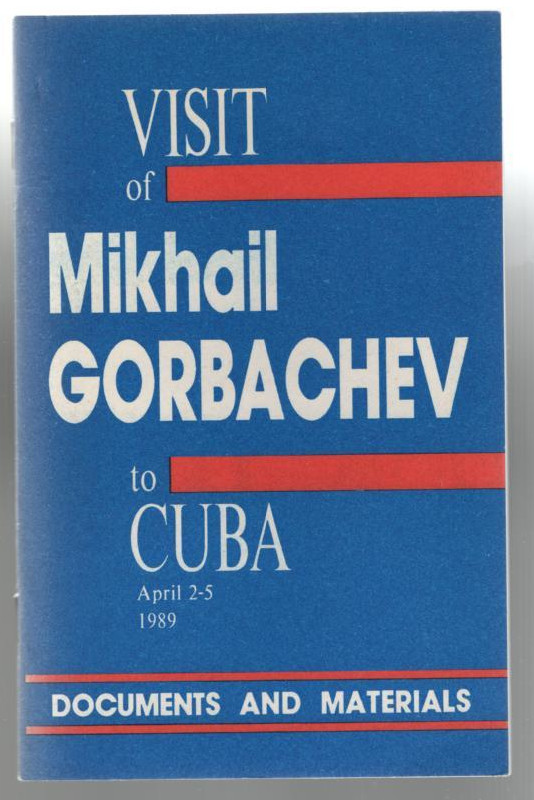 VISIT
of
Mikhail
GORBACHEV
to
CUBA
April 2-5
1989
DOCUMENTS AND MATERIALS